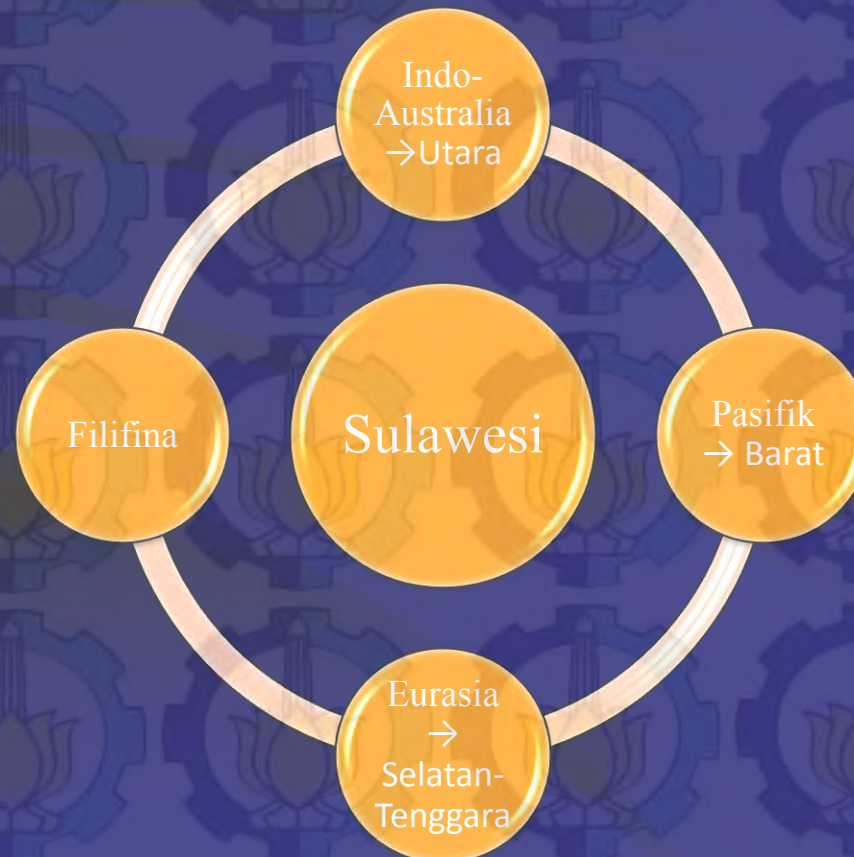 Indo-
Australia
→Utara
Filifina
Sulawesi
Pasifik
→ Barat
Eurasia
→
Selatan-
Tenggara